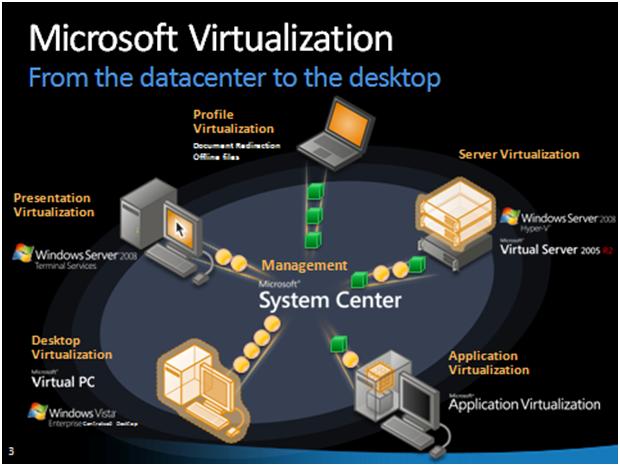 Microsoft Virtualization
From the datacenter to the desktop
Profile
Virtualization
Document Redirection
Offline files
Server Virtualization
Presentation
Virtualization
Windows Server 2008
Hyper-V
Microsoft
Virtual Server 2005 R2
Windows Server 2008
Terminal Services
Management
Microsoft
System Center
Desktop
Virtualization
Microsoft
Virtual PC
Windows Vista
Enterprise Centralized Desktop
Application
Virtualization
Microsoft
Application Virtualization
3